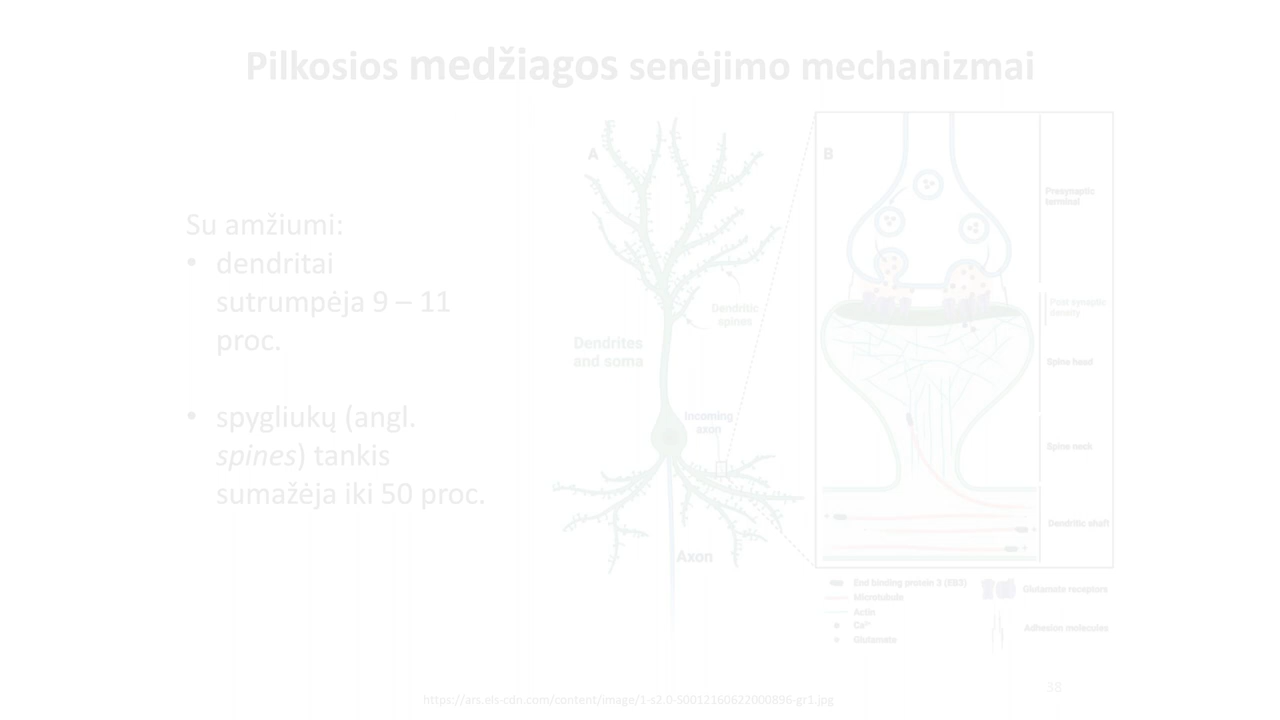 Pilkosios medžiagos senėjimo mechanizmai
Su amžiumi:
• dendritai
sutrumpėja 9 – 11
proc.
• spygliukų (angl.
spines) tankis
sumažėja iki 50 proc.
A
Dendritic
spines
Dendrites
and soma
Incoming
axon
Axon
B
Presynaptic
terminal
Post synaptic
density
Spine head
Spine neck
Dendritic shaft
End binding protein 3 (EB3)
Microtubule
Actin
Ca²⁺
Glutamate
Glutamate receptors
Adhesion molecules
https://ars.els-cdn.com/content/image/1-s2.0-S0012160622000896-gr1.jpg
38